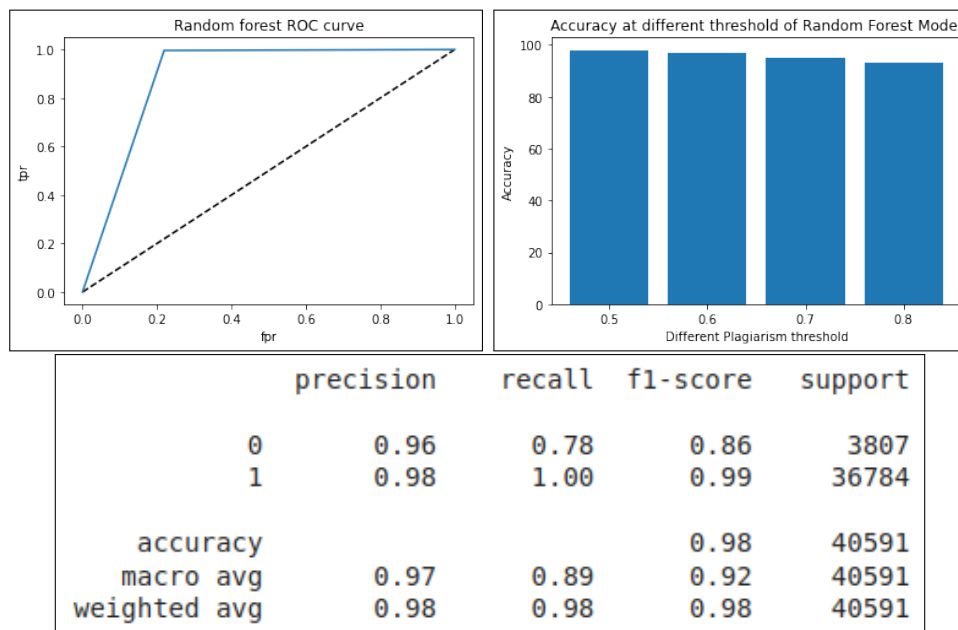 Random forest ROC curve
1.0
0.8
0.6
0.4
0.2
0.0
tpr
0.0 0.2 0.4 0.6 0.8 1.0
fpr
Accuracy at different threshold of Random Forest Mode
100
80
60
40
20
0
Accuracy
0.5 0.6 0.7 0.8
Different Plagiarism threshold
precision recall f1-score support
0 0.96 0.78 0.86 3807
1 0.98 1.00 0.99 36784
accuracy 0.98 40591
macro avg 0.97 0.89 0.92 40591
weighted avg 0.98 0.98 0.98 40591